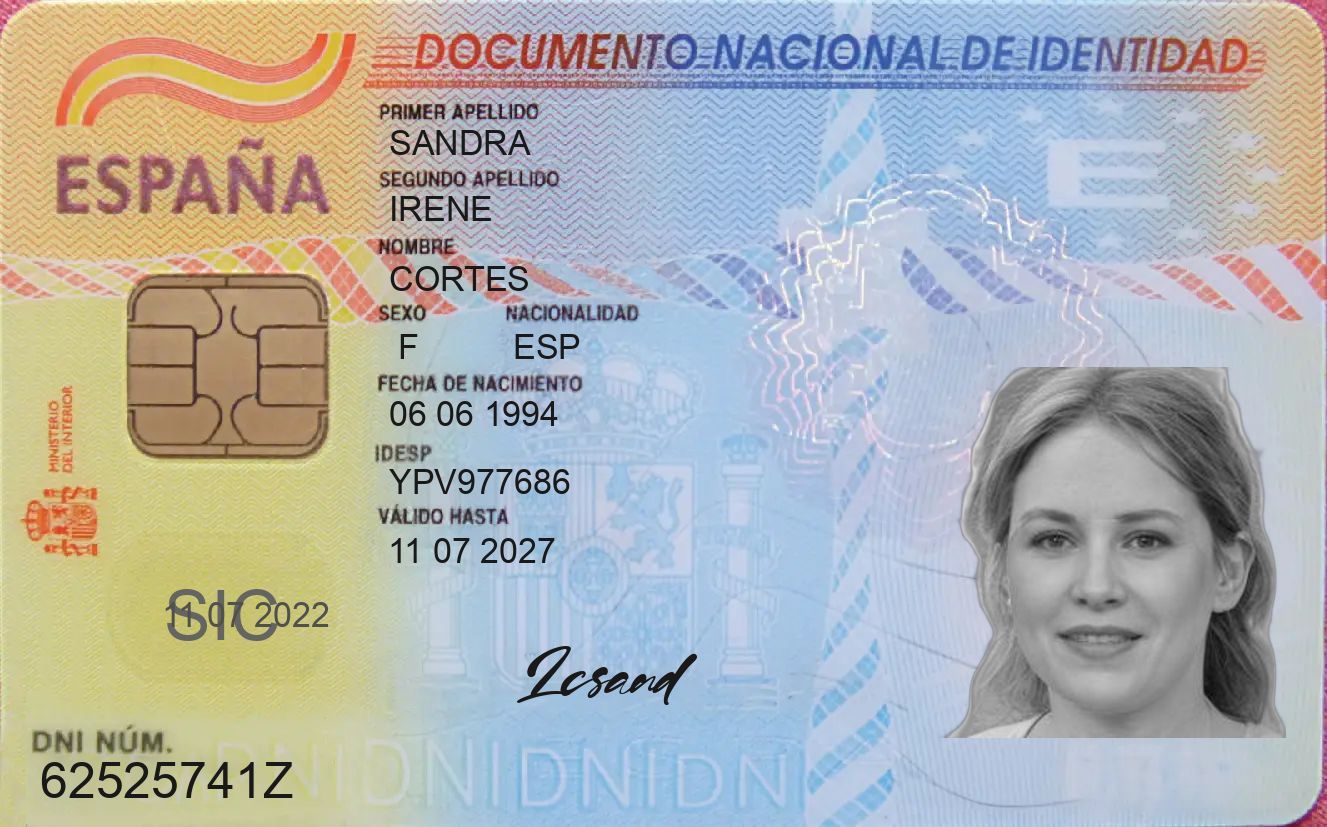 DOCUMENTO NACIONAL DE IDENTIDAD
ESPAÑA
E
PRIMER APELLIDO
SANDRA
SEGUNDO APELLIDO
IRENE
NOMBRE
CORTES
SEXO NACIONALIDAD
F ESP
FECHA DE NACIMIENTO
06 06 1994
IDESP
YPV977686
VÁLIDO HASTA
11 07 2027
MINISTERIO
DEL INTERIOR
SIC
11 07 2022
Icsand
DNI NÚM.
62525741Z
DNIDNIDNIDNI